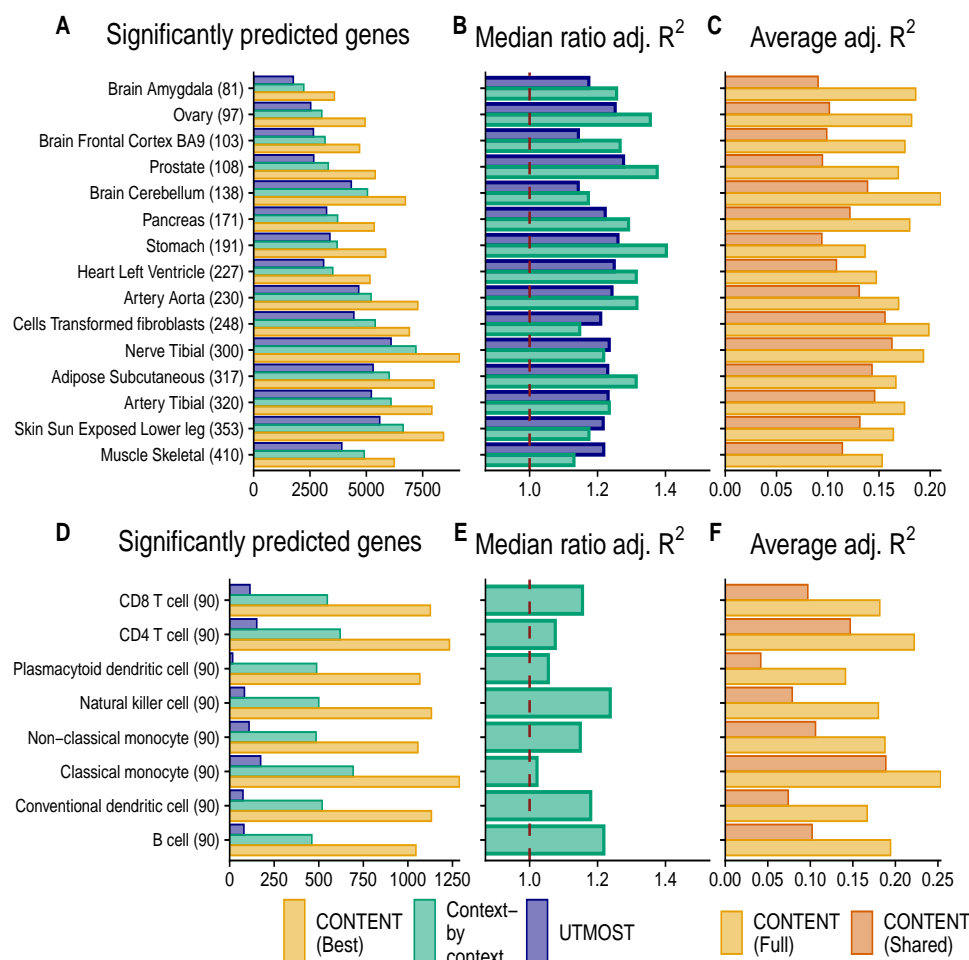 A Significantly predicted genes
B Median ratio adj. R²
C Average adj. R²
Brain Amygdala (81)
Ovary (97)
Brain Frontal Cortex BA9 (103)
Prostate (108)
Brain Cerebellum (138)
Pancreas (171)
Stomach (191)
Heart Left Ventricle (227)
Artery Aorta (230)
Cells Transformed fibroblasts (248)
Nerve Tibial (300)
Adipose Subcutaneous (317)
Artery Tibial (320)
Skin Sun Exposed Lower leg (353)
Muscle Skeletal (410)
0 2500 5000 7500
1.0 1.2 1.4
0.00 0.05 0.10 0.15 0.20
D Significantly predicted genes
E Median ratio adj. R²
F Average adj. R²
CD8 T cell (90)
CD4 T cell (90)
Plasmacytoid dendritic cell (90)
Natural killer cell (90)
Non−classical monocyte (90)
Classical monocyte (90)
Conventional dendritic cell (90)
B cell (90)
0 250 500 750 1000 1250
1.0 1.2 1.4
0.00 0.05 0.10 0.15 0.20 0.25
CONTENT
(Best)
Context−
by
context
UTMOST
CONTENT
(Full)
CONTENT
(Shared)